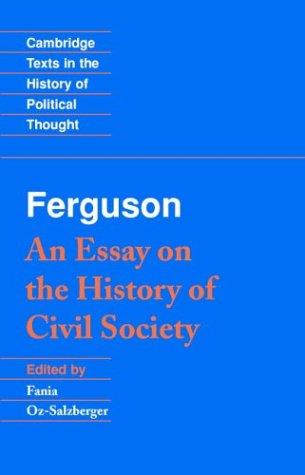 Cambridge
Texts in the
History of
Political
Thought
Ferguson
An Essay on
the History of
Civil Society
Edited by
Fania
Oz-Salzberger